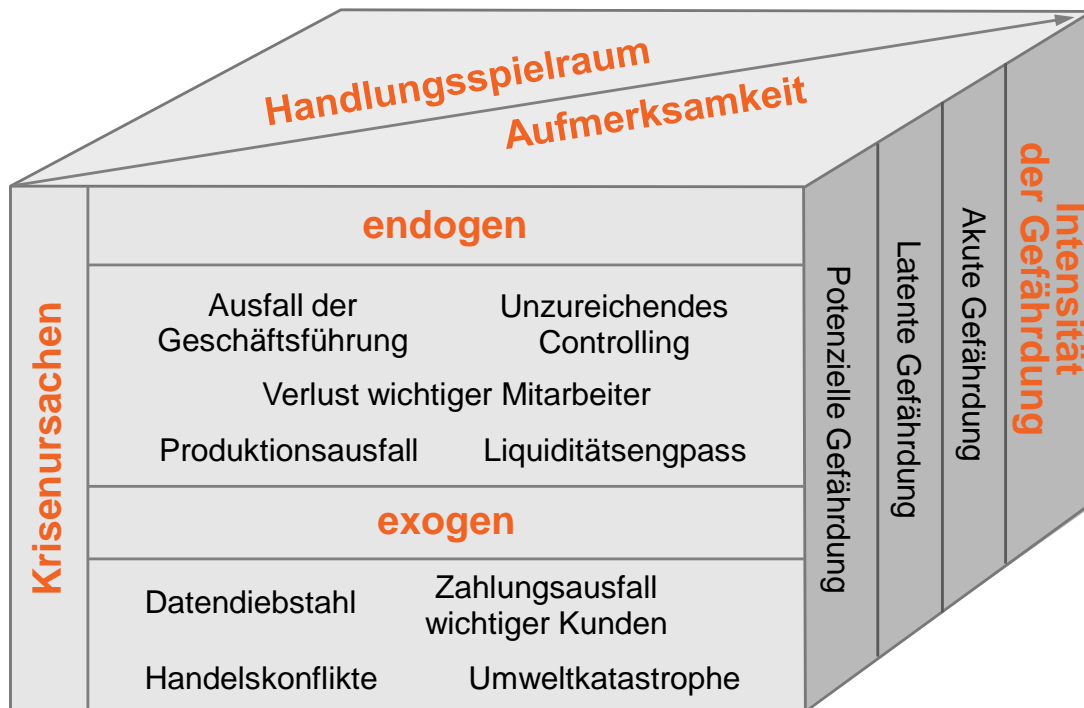 Handlungsspielraum
Aufmerksamkeit
Krisenursachen
endogen
Ausfall der
Geschäftsführung
Unzureichendes
Controlling
Verlust wichtiger Mitarbeiter
Produktionsausfall
Liquiditätsengpass
exogen
Datendiebstahl
Zahlungsausfall
wichtiger Kunden
Handelskonflikte
Umweltkatastrophe
Potenzielle Gefährdung
Latente Gefährdung
Akute Gefährdung
Intensität
der Gefährdung